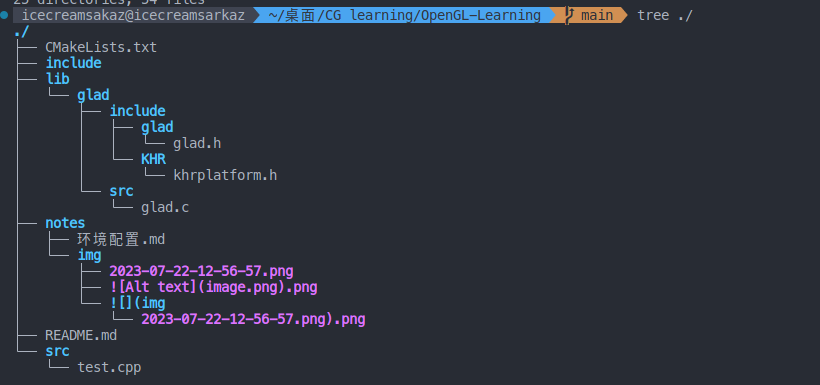 25 directories, 34 files
icecreamsakaz@icecreamsarkaz ~/桌面/CG learning/OpenGL-Learning main tree ./
./
├── CMakeLists.txt
├── include
├── lib
│   └── glad
│       ├── include
│       │   ├── glad
│       │   │   └── glad.h
│       │   └── KHR
│       │       └── khrplatform.h
│       └── src
│           └── glad.c
├── notes
│   ├── 环境配置.md
│   └── img
│       ├── 2023-07-22-12-56-57.png
│       ├── ![Alt text](image.png).png
│       └── ![](img
│           └── 2023-07-22-12-56-57.png).png
├── README.md
└── src
    └── test.cpp